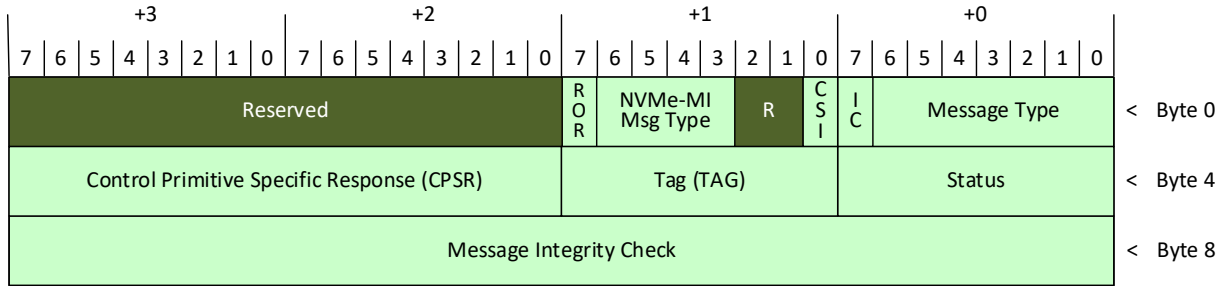 +3 +2 +1 +0
7 6 5 4 3 2 1 0 7 6 5 4 3 2 1 0 7 6 5 4 3 2 1 0 7 6 5 4 3 2 1 0
Reserved ROR NVMe-MI Msg Type R CSI IC Message Type < Byte 0
Control Primitive Specific Response (CPSR) Tag (TAG) Status < Byte 4
Message Integrity Check < Byte 8